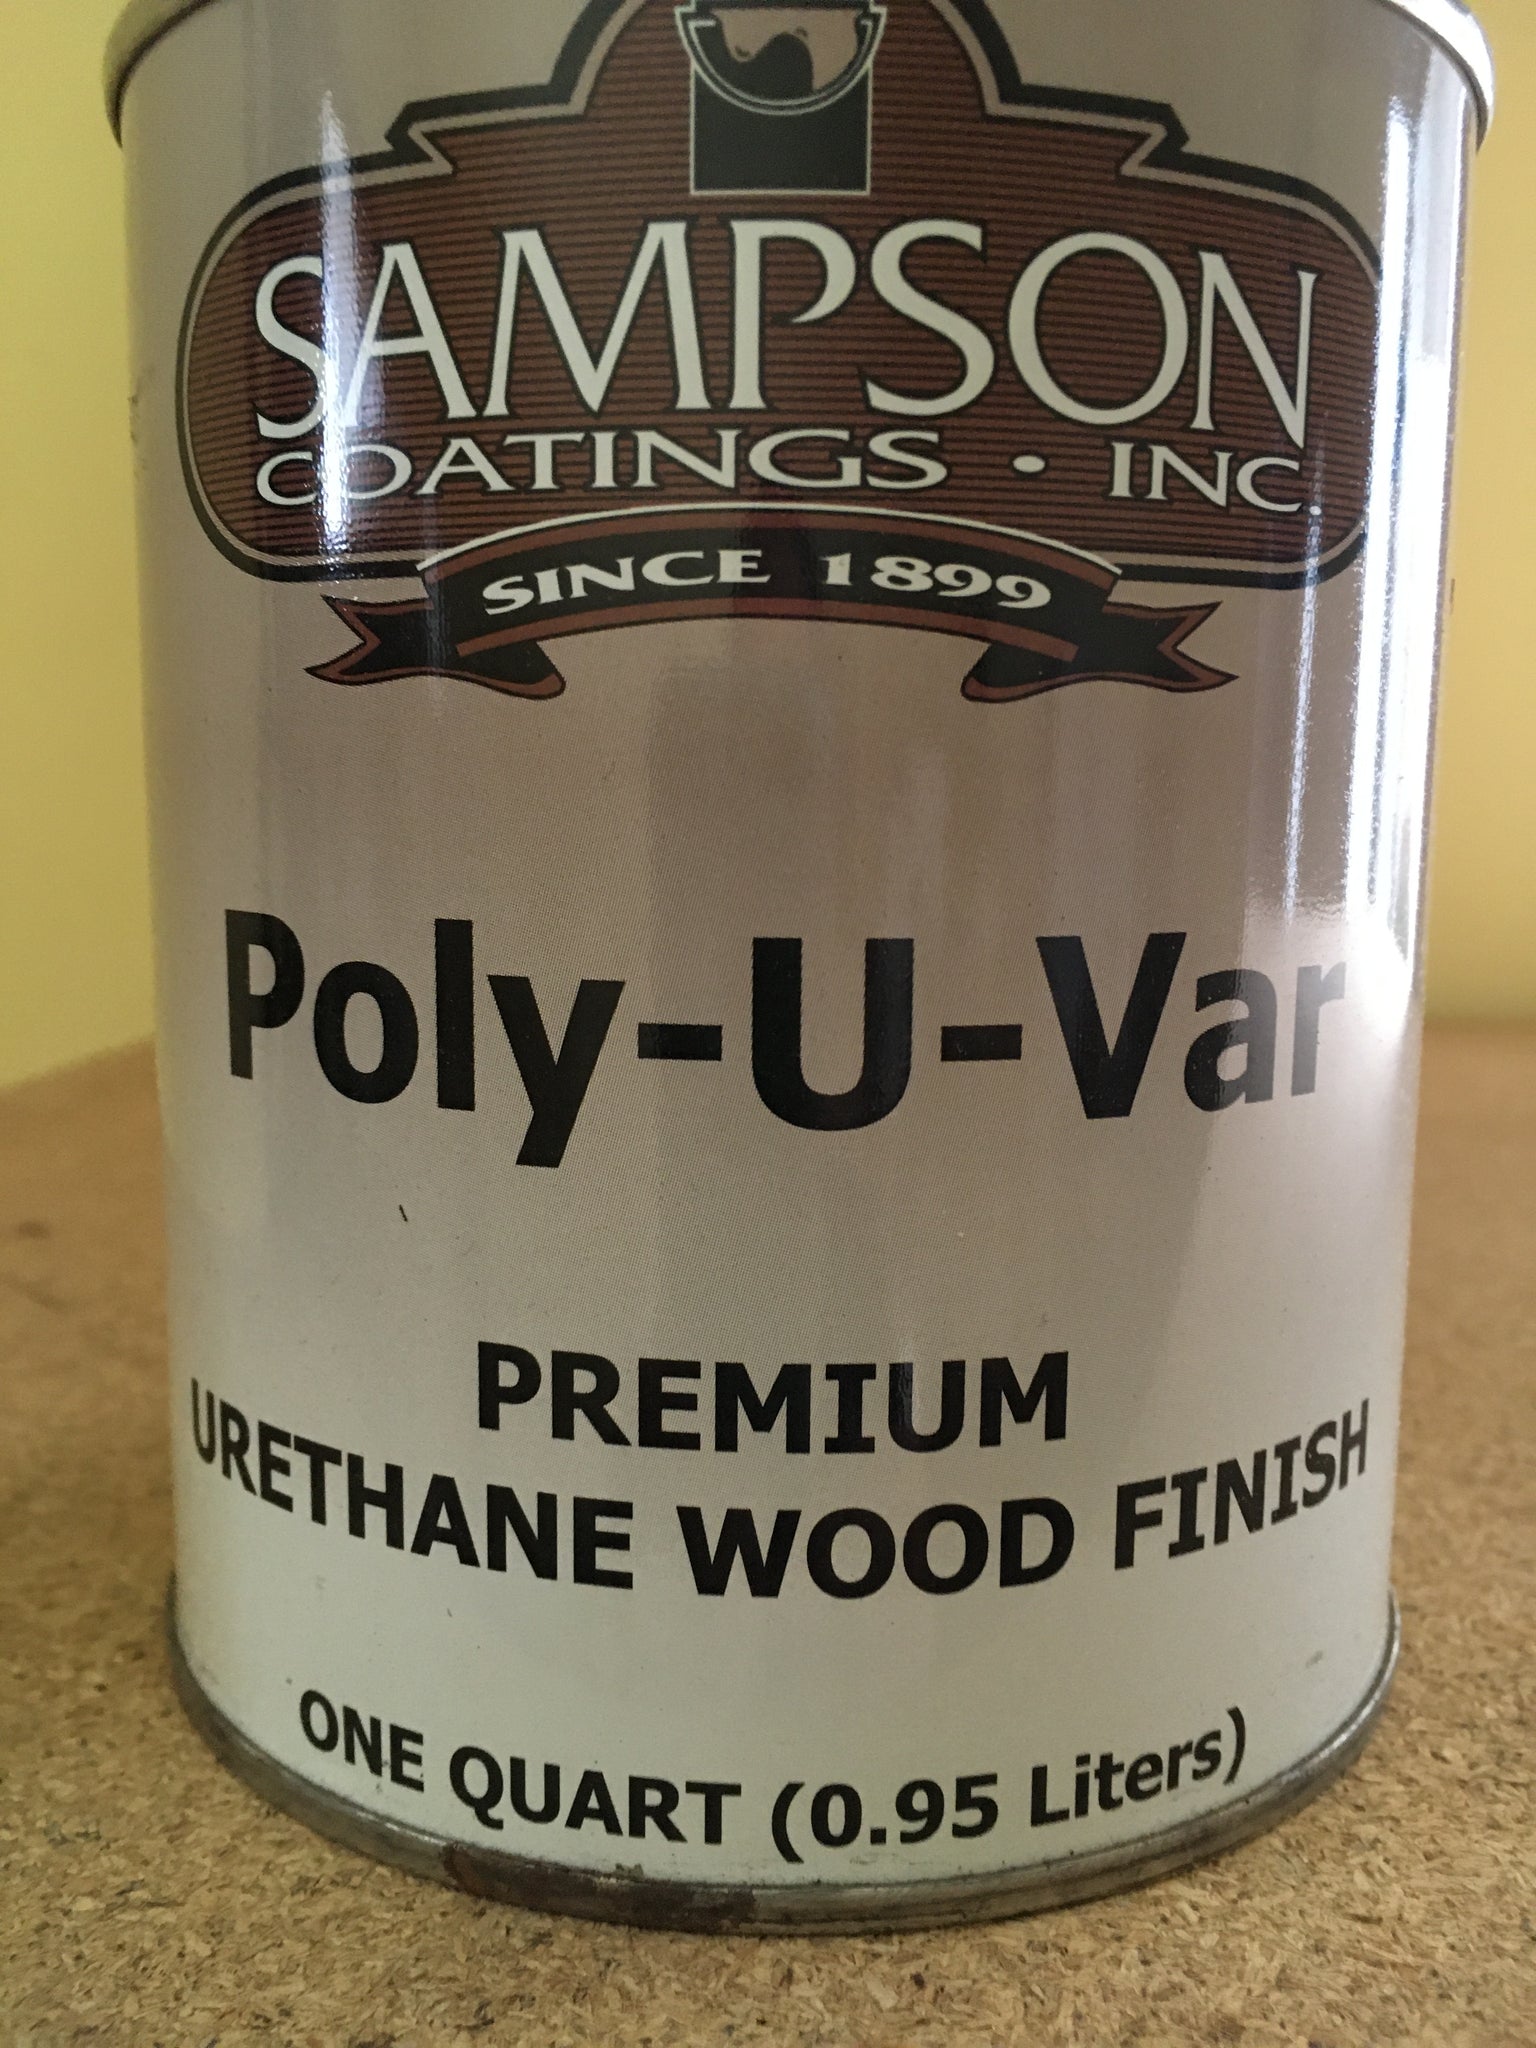 SAMPSON
COATINGS • INC.
SINCE 1899
Poly-U-Var
PREMIUM
URETHANE WOOD FINISH
ONE QUART (0.95 Liters)